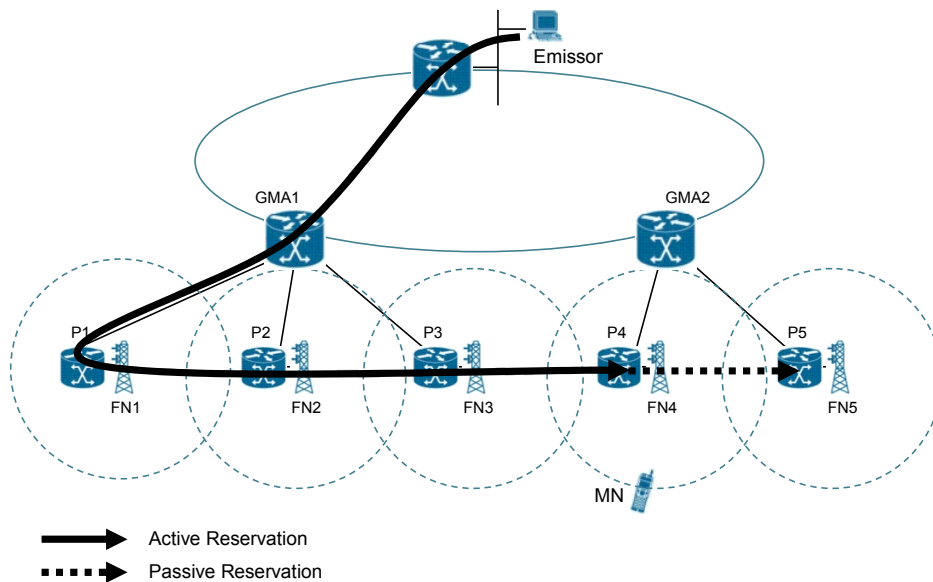 Emissor
GMA1
GMA2
P1
P2
P3
P4
P5
FN1
FN2
FN3
FN4
FN5
MN
Active Reservation
Passive Reservation